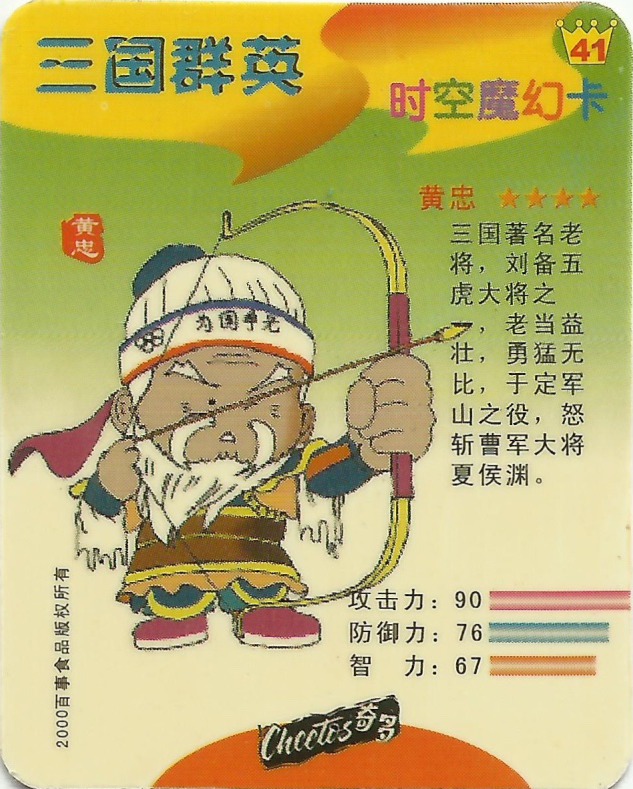 三国群英
41
时空魔幻卡
黄忠 ★★★★
黄忠
三国著名老
将，刘备五
虎大将之
一，老当益
壮，勇猛无
比，于定军
山之役，怒
斩曹军大将
夏侯渊。
为国争光
攻击力：90
防御力：76
智 力：67
2000百事食品版权所有
Cheetos奇多